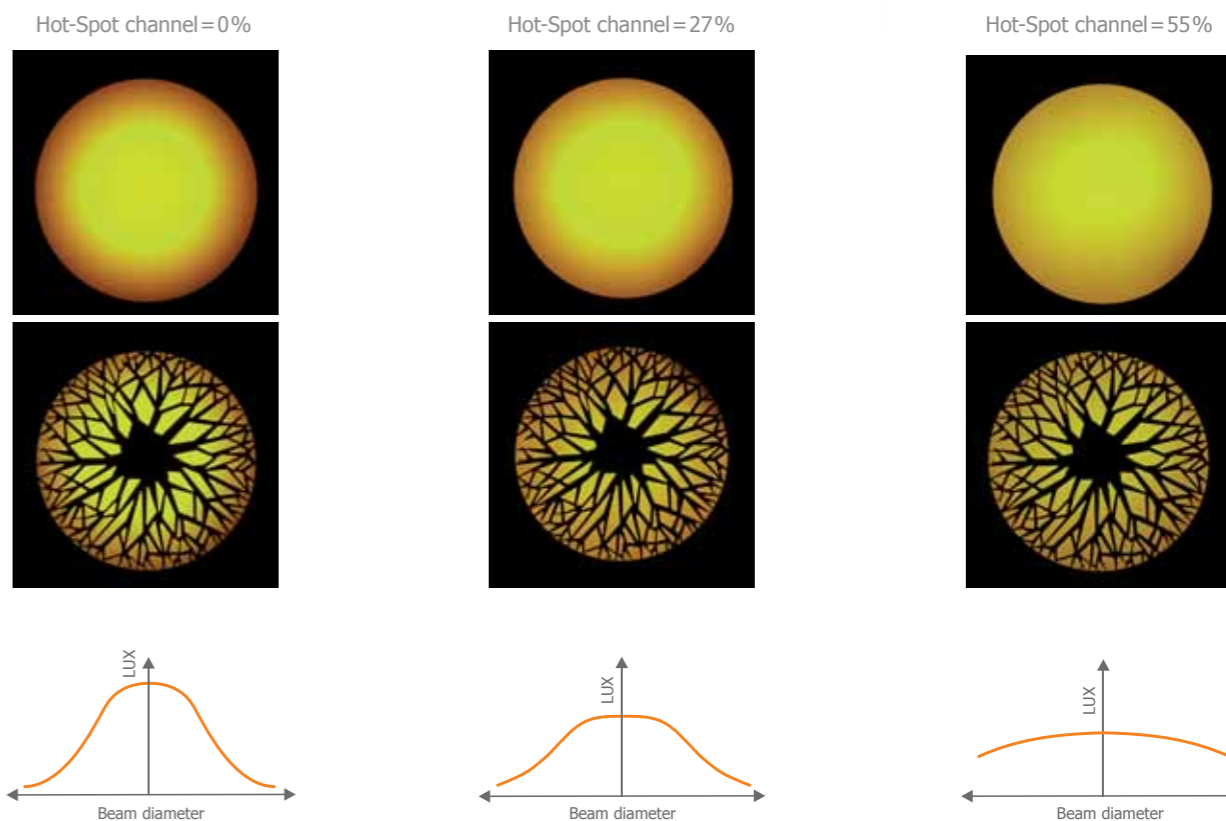 Hot-Spot channel=0%
Hot-Spot channel=27%
Hot-Spot channel=55%
LUX
LUX
LUX
Beam diameter
Beam diameter
Beam diameter